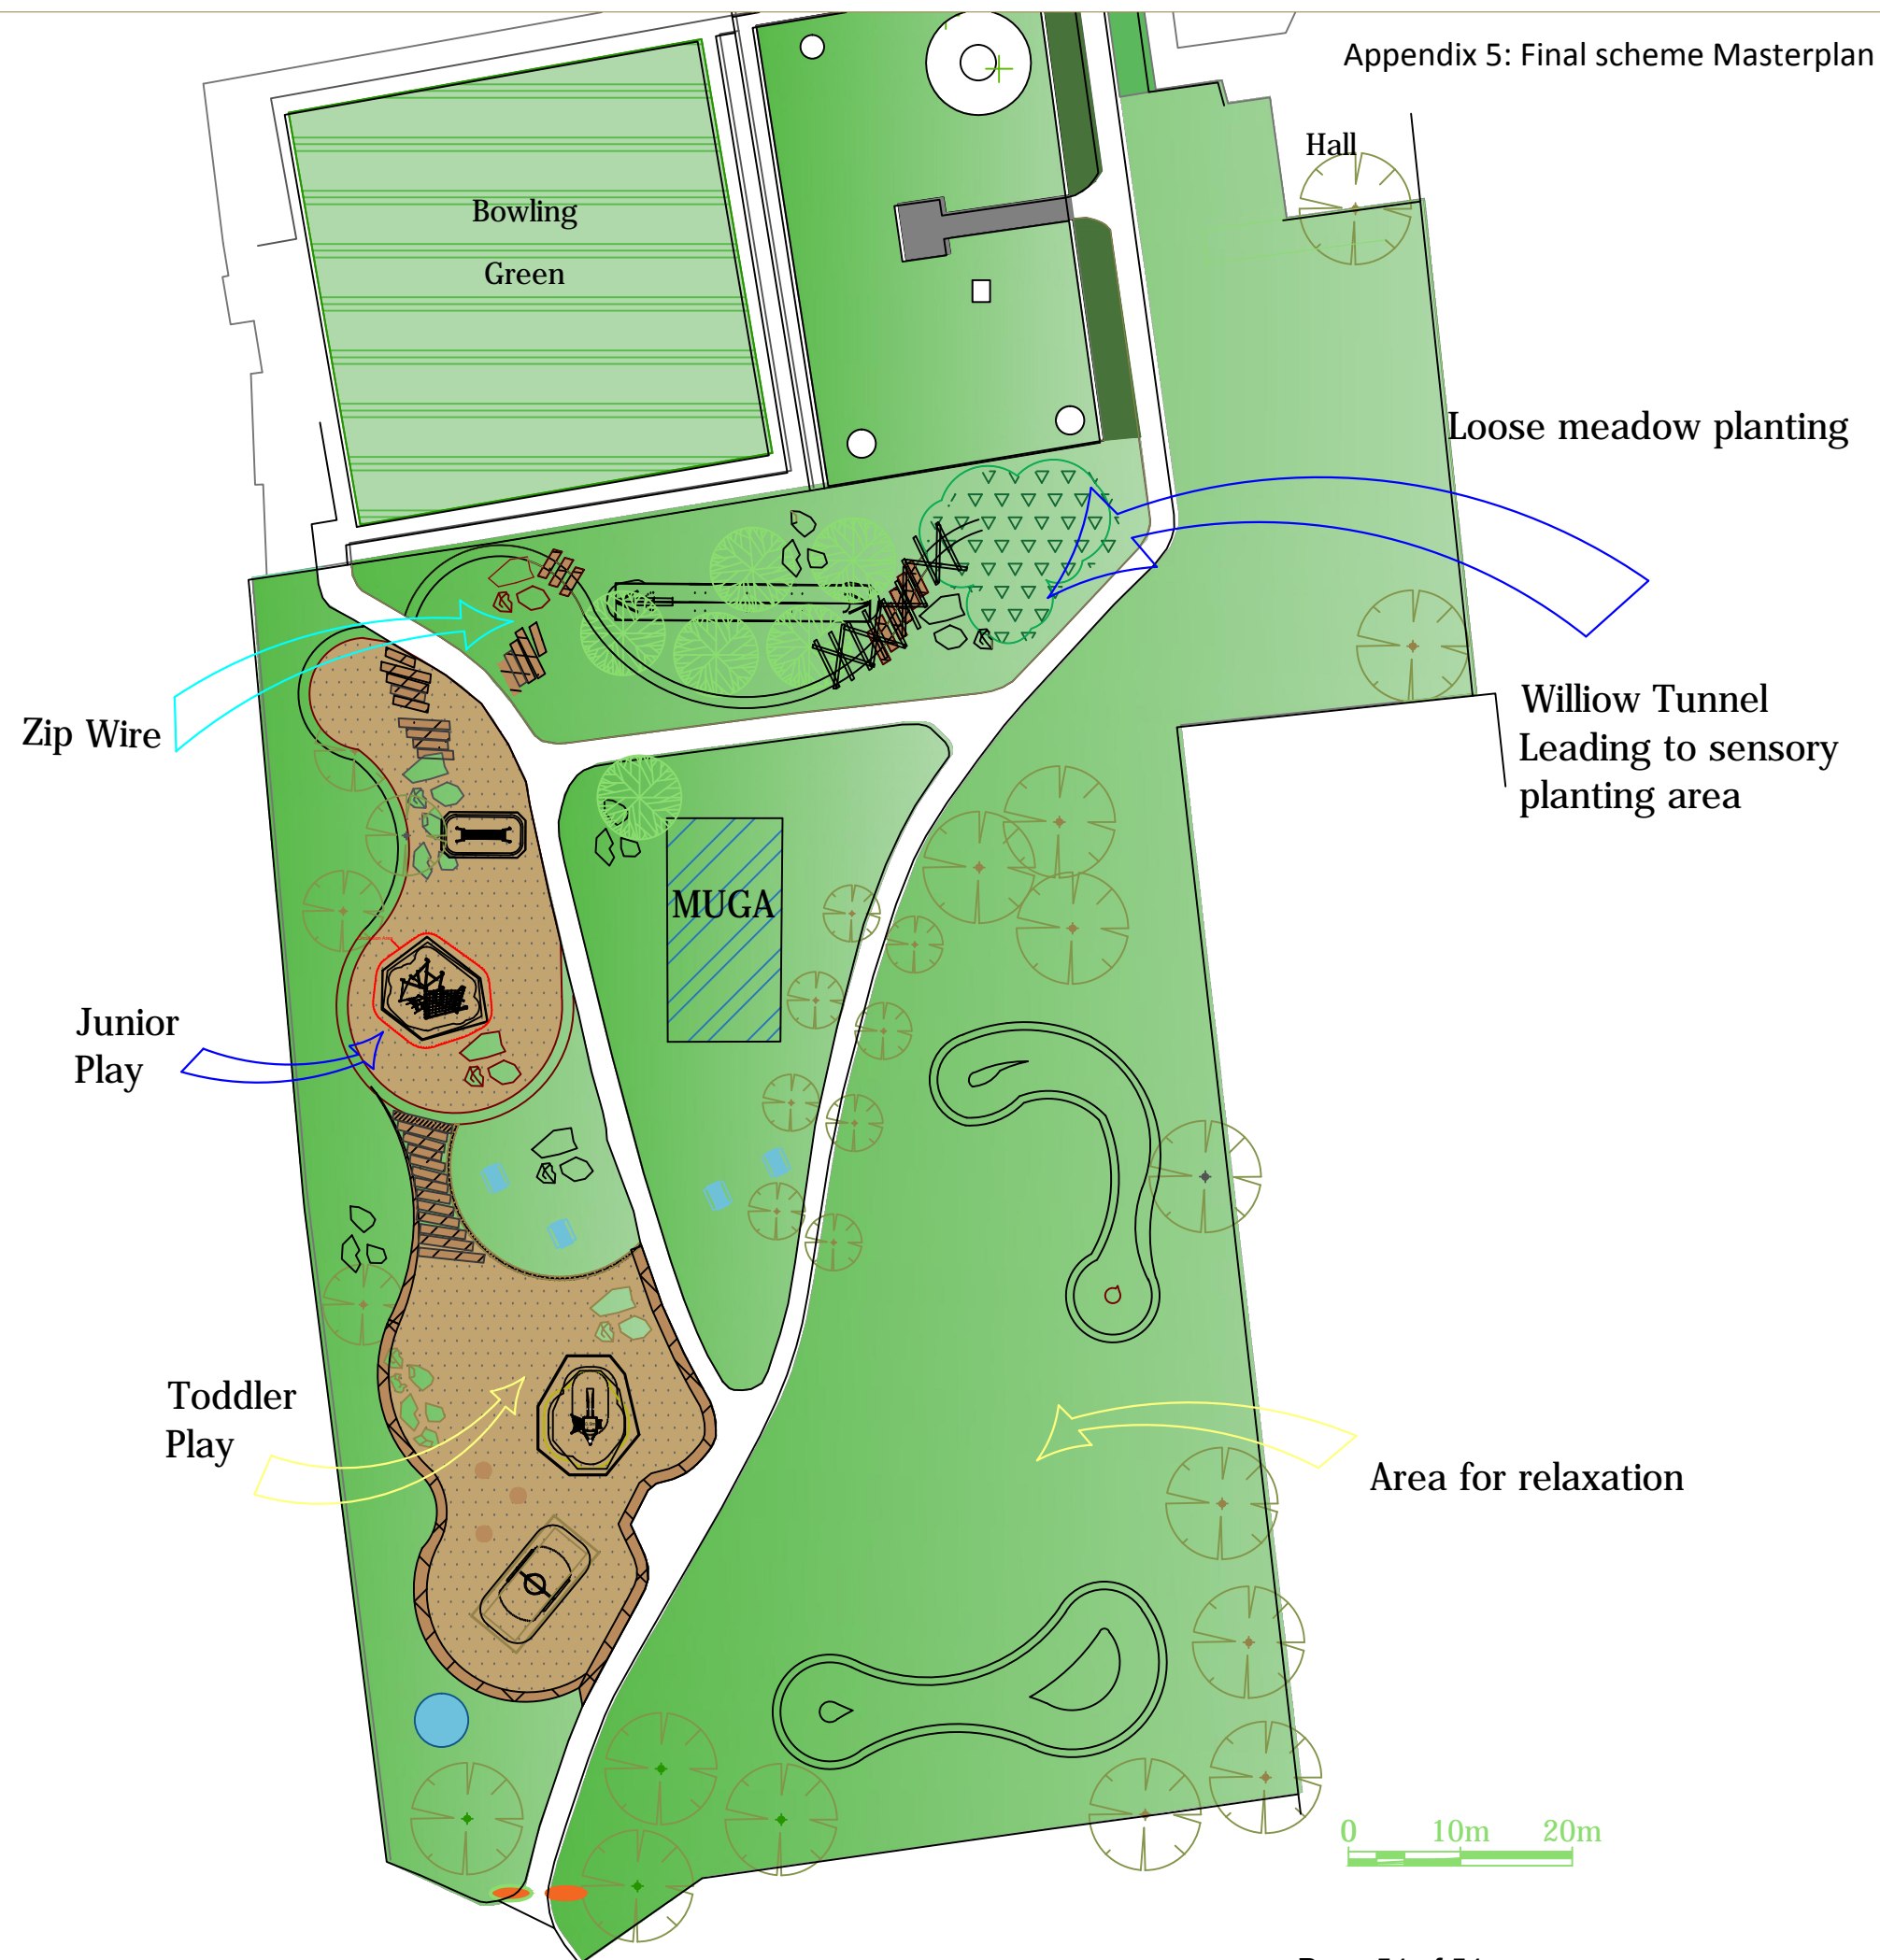 Appendix 5: Final scheme Masterplan
Hall
Bowling
Green
Loose meadow planting
Zip Wire
Williow Tunnel
Leading to sensory
planting area
MUGA
Junior
Play
Toddler
Play
Area for relaxation
0 10m 20m